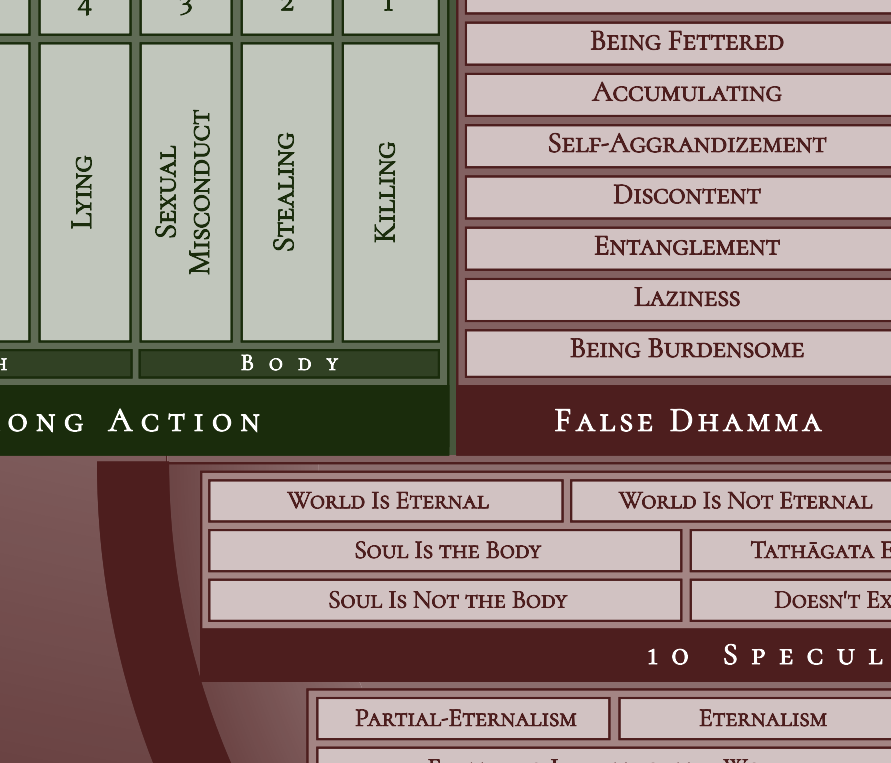 4 3 2 1
Lying
Sexual
Misconduct
Stealing
Killing
Body
ong Action
Being Fettered
Accumulating
Self-Aggrandizement
Discontent
Entanglement
Laziness
Being Burdensome
False Dhamma
World Is Eternal
World Is Not Eternal
Soul Is the Body
Tathāgata E
Soul Is Not the Body
Doesn't Ex
10 Specul
Partial-Eternalism
Eternalism